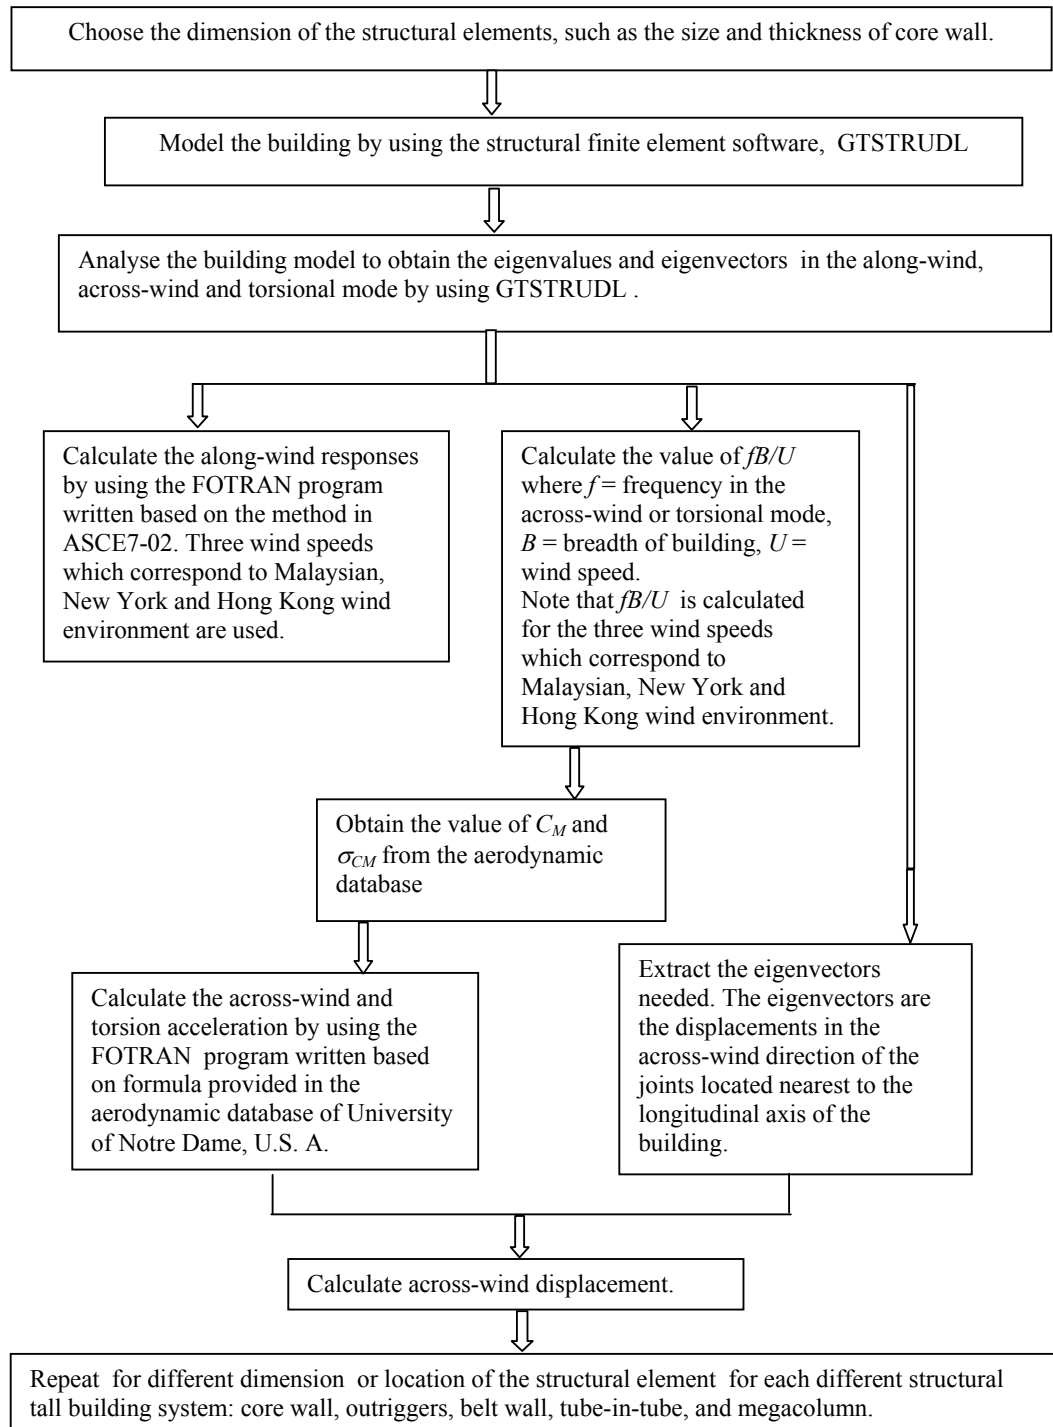 Choose the dimension of the structural elements, such as the size and thickness of core wall.
Model the building by using the structural finite element software,  GTSTRUDL
Analyse the building model to obtain the eigenvalues and eigenvectors  in the along-wind,
across-wind and torsional mode by using GTSTRUDL .
Calculate the along-wind responses
by using the FOTRAN program
written based on the method in
ASCE7-02. Three wind speeds
which correspond to Malaysian,
New York and Hong Kong wind
environment are used.
Calculate the value of fB/U
where f = frequency in the
across-wind or torsional mode,
B = breadth of building, U =
wind speed.
Note that fB/U  is calculated
for the three wind speeds
which correspond to
Malaysian, New York and
Hong Kong wind environment.
Obtain the value of C_M and
σ_CM from the aerodynamic
database
Calculate the across-wind and
torsion acceleration by using the
FOTRAN  program written based
on formula provided in the
aerodynamic database of University
of Notre Dame, U.S. A.
Extract the eigenvectors
needed. The eigenvectors are
the displacements in the
across-wind direction of the
joints located nearest to the
longitudinal axis of the
building.
Calculate across-wind displacement.
Repeat  for different dimension  or location of the structural element  for each different structural
tall building system: core wall, outriggers, belt wall, tube-in-tube, and megacolumn.